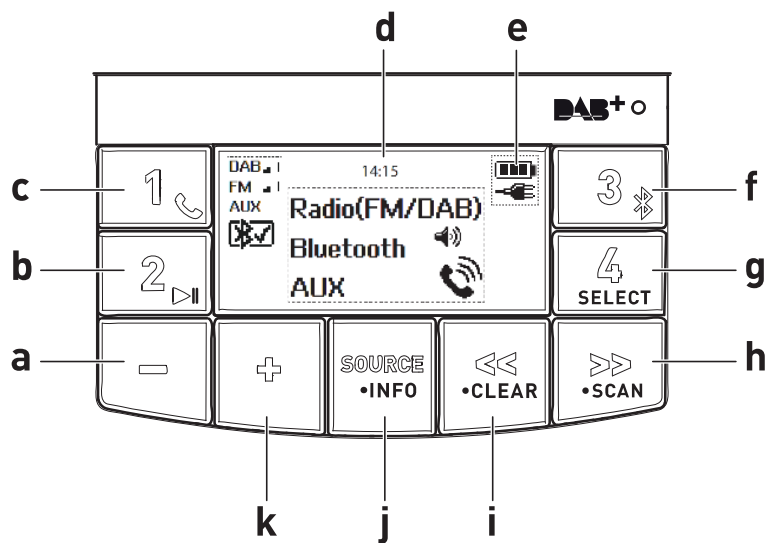 d e
DAB+
c 1 DAB 14:15 3 f
FM
AUX
Radio(FM/DAB)
Bluetooth
AUX
b 2 4 g
SELECT
a - + SOURCE << >> h
•INFO •CLEAR •SCAN
k j i